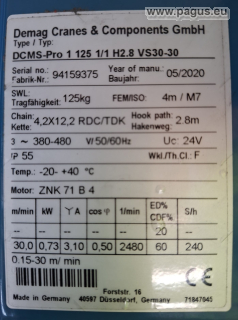 www.pagus.eu
Demag Cranes & Components GmbH
Type / Typ:
DCMS-Pro 1 125 1/1 H2.8 VS30-30
Serial no.: 94159375 Year of manu.: 05/2020
Fabrik-Nr.: Baujahr:
SWL: 125kg FEM/ISO: 4m / M7
Tragfähigkeit:
Chain: 4,2X12,2 RDC/TDK Hook path: 2.8m
Kette: Hakenweg:
3 ~ 380-480 V/50/60Hz Uc: 24V
IP 55 Wkl/Th.Cl.: F
Temp.: -20- +40 °C
Motor: ZNK 71 B 4
m/min kW A cos φ 1/min ED% CDF% S/h
-- -- -- -- -- 20 --
30,0 0,73 3,10 0,50 2480 60 240
0.15-30 m/ min
CE
Forststr. 16
Made in Germany 40597 Düsseldorf, Germany 71847945